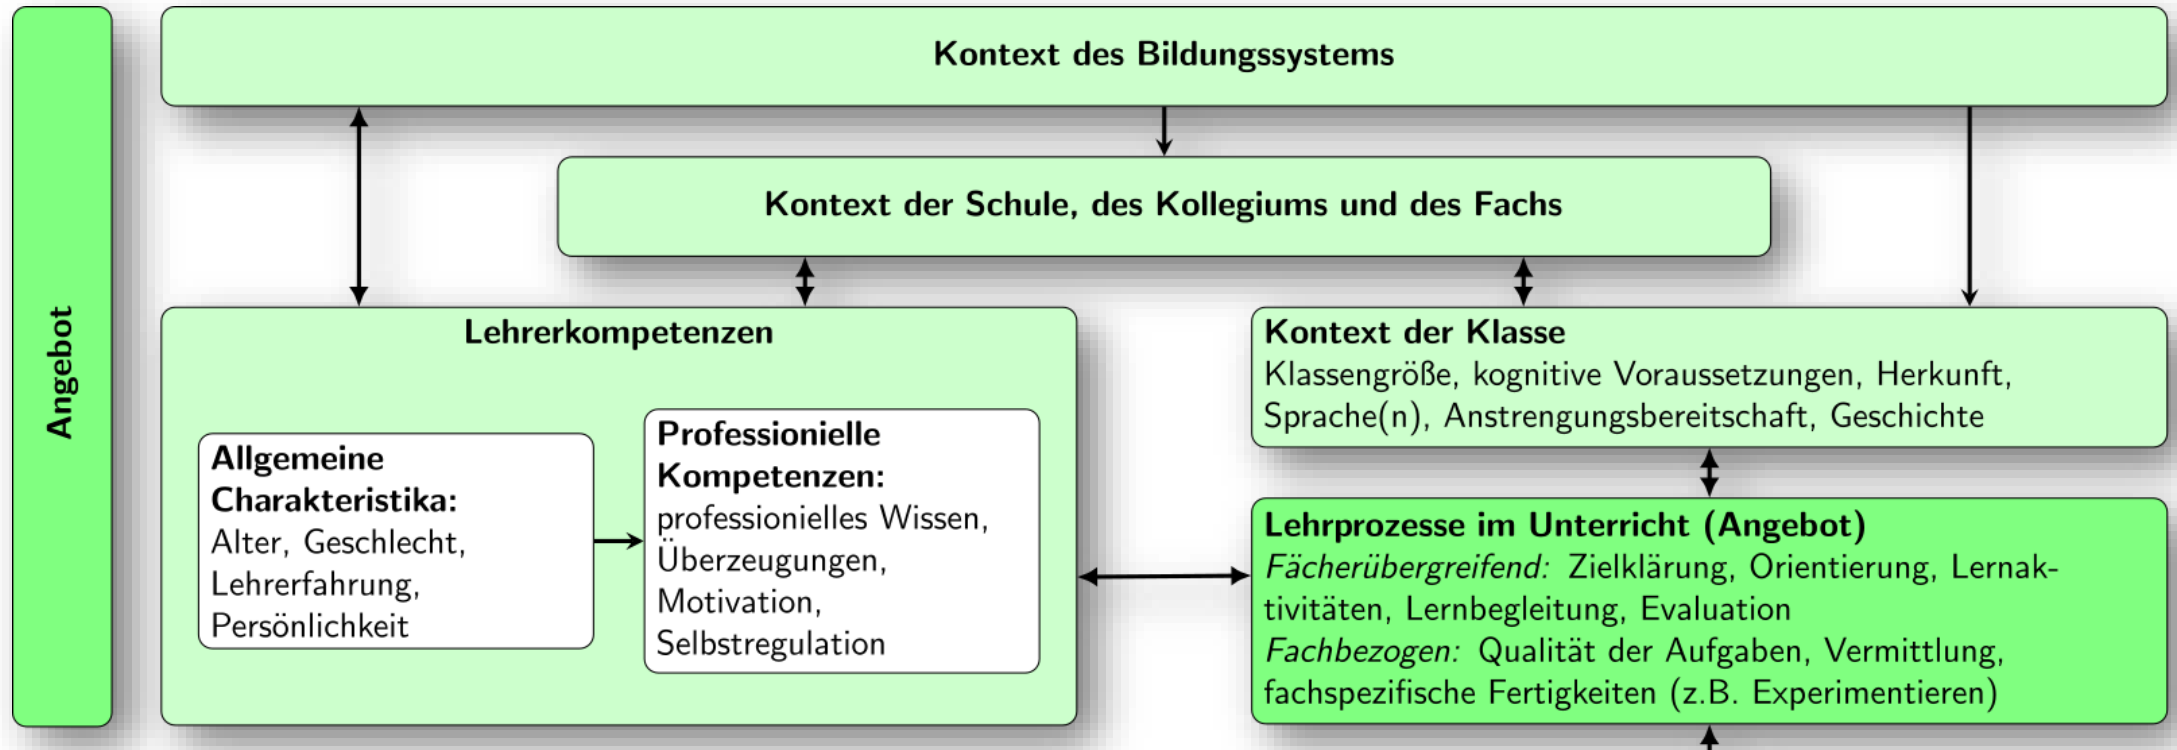 Angebot
Kontext des Bildungssystems
Kontext der Schule, des Kollegiums und des Fachs
Lehrerkompetenzen
Allgemeine
Charakteristika:
Alter, Geschlecht,
Lehrerfahrung,
Persönlichkeit
Professionielle
Kompetenzen:
professionielles Wissen,
Überzeugungen,
Motivation,
Selbstregulation
Kontext der Klasse
Klassengröße, kognitive Voraussetzungen, Herkunft,
Sprache(n), Anstrengungsbereitschaft, Geschichte
Lehrprozesse im Unterricht (Angebot)
Fächerübergreifend: Zielklärung, Orientierung, Lernak-
tivitäten, Lernbegleitung, Evaluation
Fachbezogen: Qualität der Aufgaben, Vermittlung,
fachspezifische Fertigkeiten (z.B. Experimentieren)